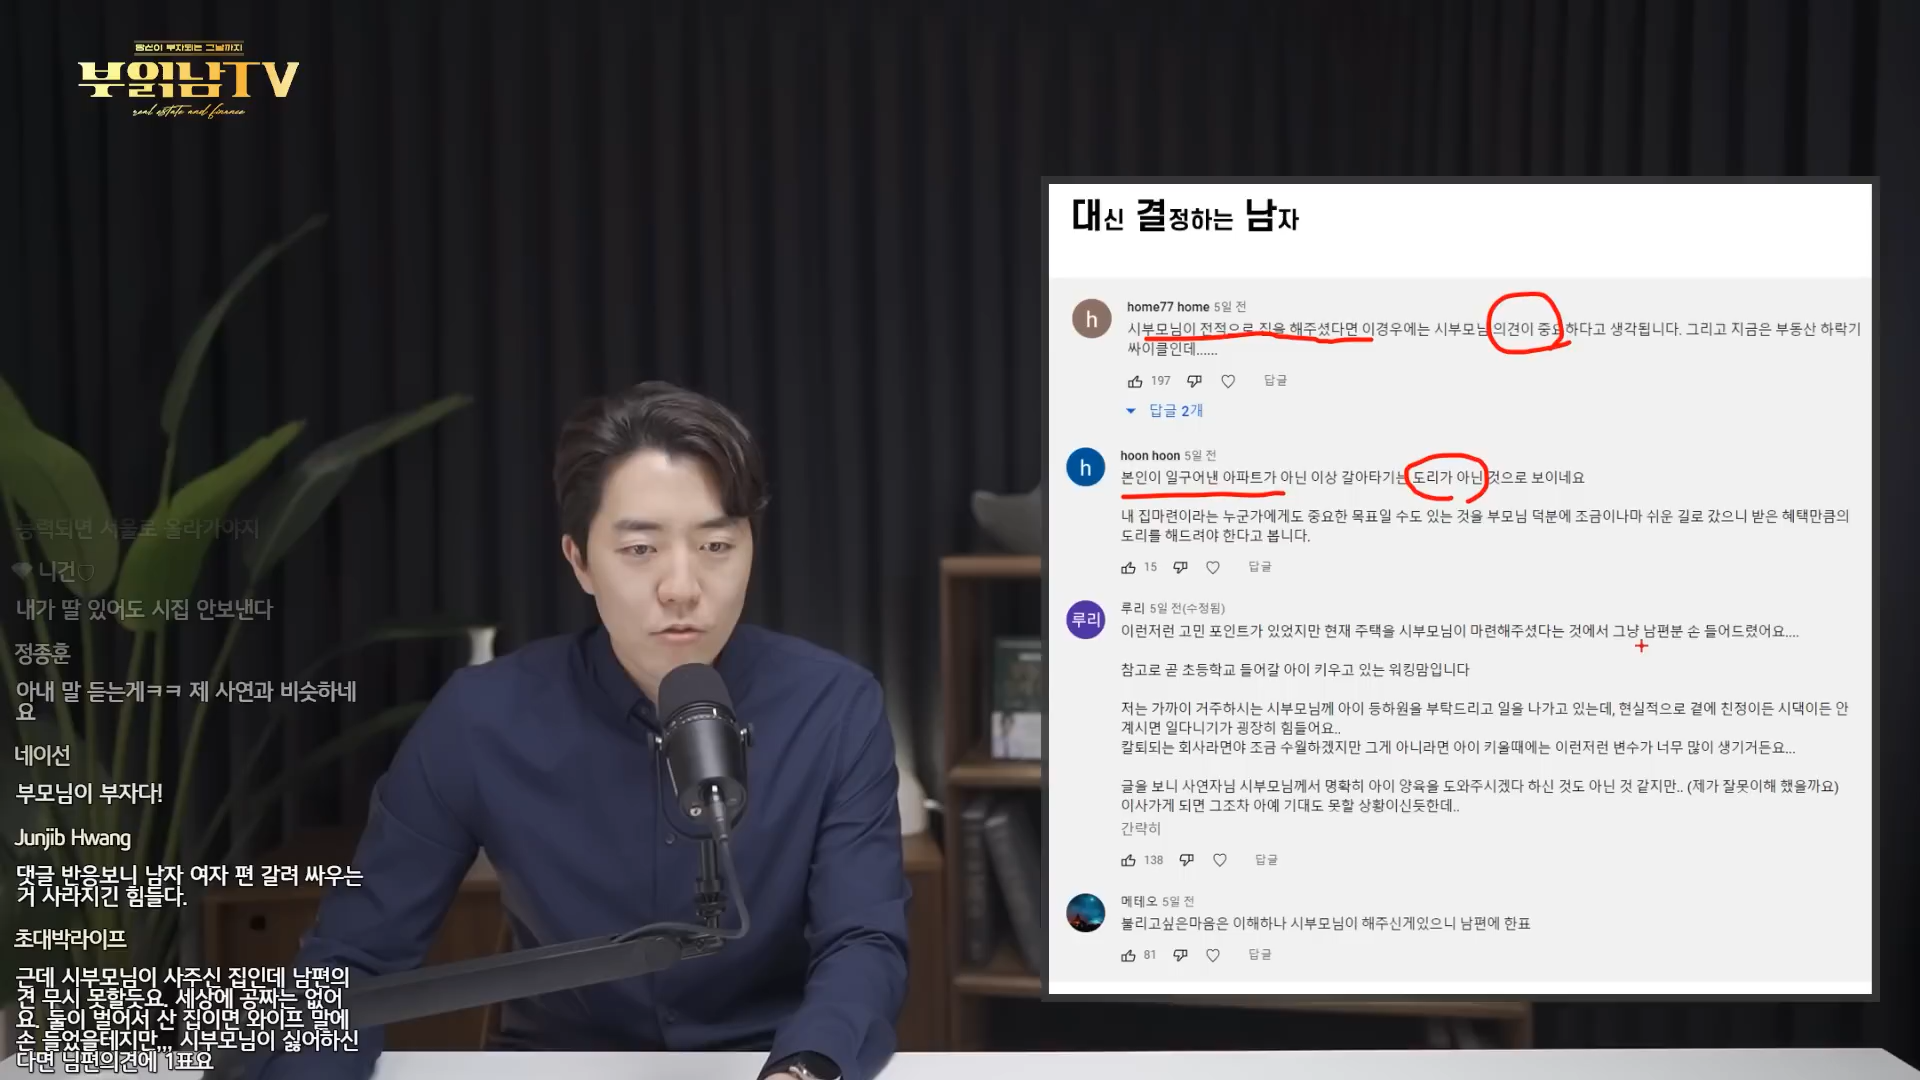 당신이 부자되는 그날까지
부읽남TV
real estate and finance
대신 결정하는 남자
h
home77 home 5일 전
시부모님이 전적으로 집을 해주셨다면 이경우에는 시부모님 의견이 중요하다고 생각됩니다. 그리고 지금은 부동산 하락기
싸이클인데......
197
답글
답글 2개
h
hoon hoon 5일 전
본인이 일구어낸 아파트가 아닌 이상 갈아타기는 도리가 아닌 것으로 보이네요
내 집마련이라는 누군가에게도 중요한 목표일 수도 있는 것을 부모님 덕분에 조금이나마 쉬운 길로 갔으니 받은 혜택만큼의
도리를 해드려야 한다고 봅니다.
15
답글
루리
루리 5일 전(수정됨)
이런저런 고민 포인트가 있었지만 현재 주택을 시부모님이 마련해주셨다는 것에서 그냥 남편분 손 들어드렸어요....
참고로 곧 초등학교 들어갈 아이 키우고 있는 워킹맘입니다
저는 가까이 거주하시는 시부모님께 아이 등하원을 부탁드리고 일을 나가고 있는데, 현실적으로 곁에 친정이든 시댁이든 안
계시면 일다니기가 굉장히 힘들어요..
칼퇴되는 회사라면야 조금 수월하겠지만 그게 아니라면 아이 키울때에는 이런저런 변수가 너무 많이 생기거든요...
글을 보니 사연자님 시부모님께서 명확히 아이 양육을 도와주시겠다 하신 것도 아닌 것 같지만.. (제가 잘못이해 했을까요)
이사가게 되면 그조차 아예 기대도 못할 상황이신듯한데..
간략히
138
답글
메테오 5일 전
불리고싶은마음은 이해하나 시부모님이 해주신게있으니 남편에 한표
81
답글
능력되면 서울로 올라가야지
니건♡
내가 딸 있어도 시집 안보낸다
정종훈
아내 말 듣는게ㅋㅋ 제 사연과 비슷하네
요
네이선
부모님이 부자다!
Junjib Hwang
댓글 반응보니 남자 여자 편 갈려 싸우는
거 사라지긴 힘들다.
초대박라이프
근데 시부모님이 사주신 집인데 남편의
견 무시 못할듯요. 세상에 공짜는 없어
요. 둘이 벌어서 산 집이면 와이프 말에
손 들었을테지만,,, 시부모님이 싫어하신
다면 님편의견에 1표요